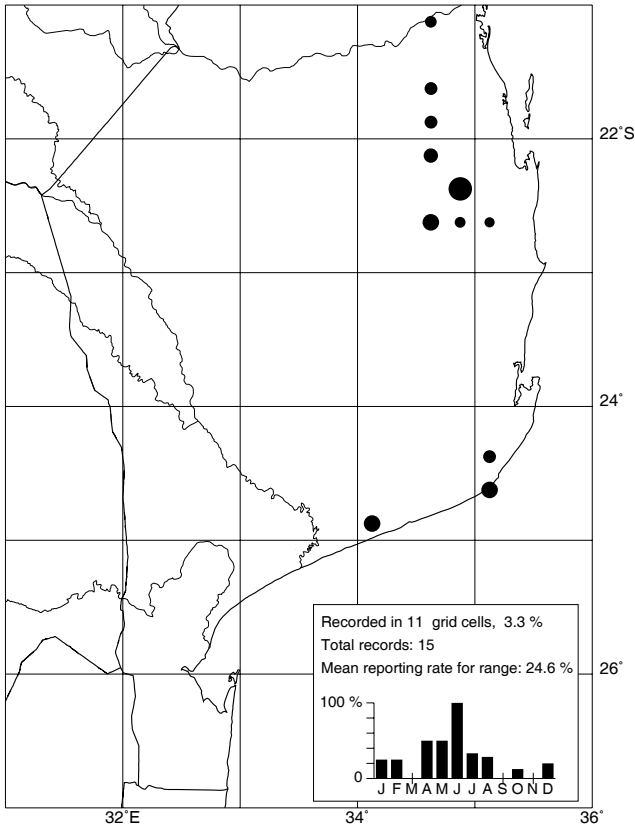 22°S
24°
26°
32°E
34°
36°
Recorded in 11 grid cells, 3.3 %
Total records: 15
Mean reporting rate for range: 24.6 %
100 %
0
J F M A M J J A S O N D